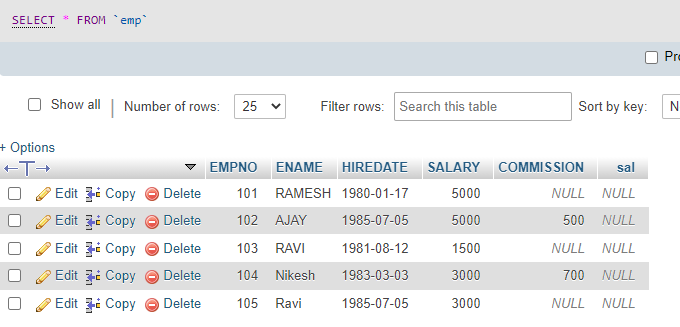 SELECT * FROM `emp`
Pro
Show all | Number of rows: 25 Filter rows: Search this table Sort by key: N
+ Options
←T→ EMPNO ENAME HIREDATE SALARY COMMISSION sal
Edit Copy Delete 101 RAMESH 1980-01-17 5000 NULL NULL
Edit Copy Delete 102 AJAY 1985-07-05 5000 500 NULL
Edit Copy Delete 103 RAVI 1981-08-12 1500 NULL NULL
Edit Copy Delete 104 Nikesh 1983-03-03 3000 700 NULL
Edit Copy Delete 105 Ravi 1985-07-05 3000 NULL NULL